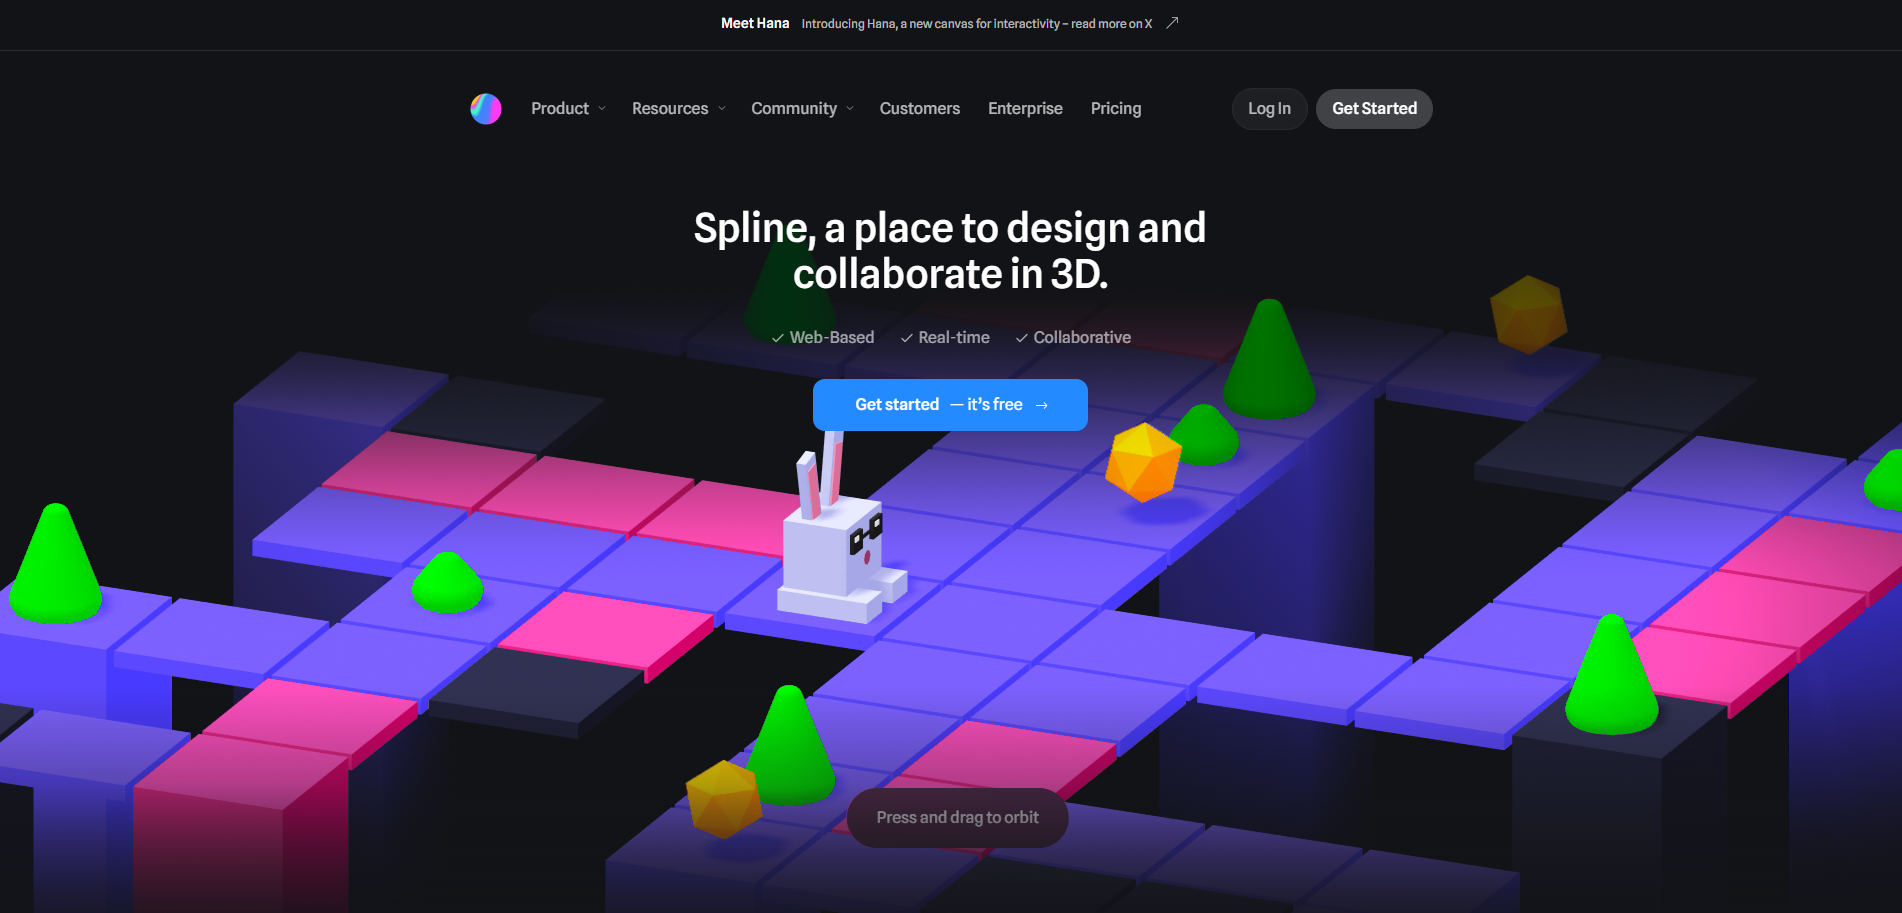 Meet Hana Introducing Hana, a new canvas for interactivity – read more on X
Product Resources Community Customers Enterprise Pricing Log In Get Started
Spline, a place to design and
collaborate in 3D.
Web-Based Real-time Collaborative
Get started — it’s free →
Press and drag to orbit